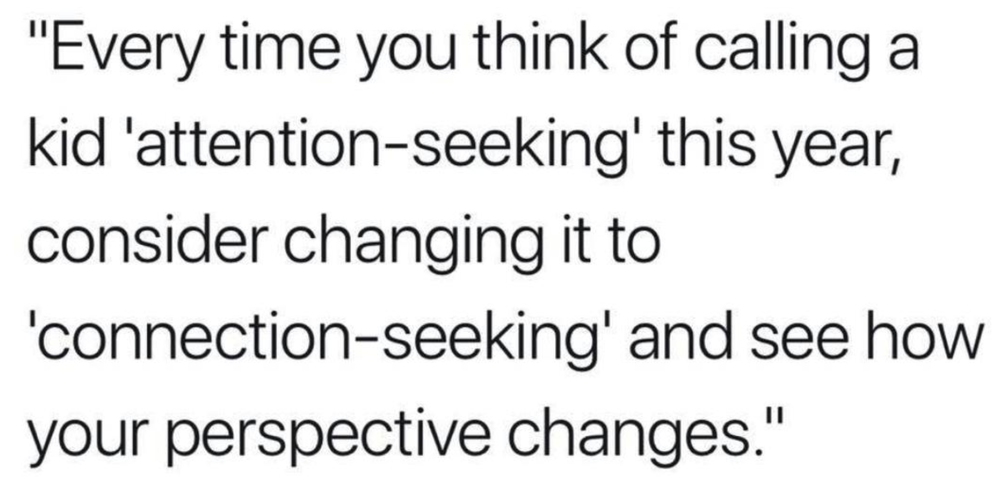 "Every time you think of calling a
kid 'attention-seeking' this year,
consider changing it to
'connection-seeking' and see how
your perspective changes."